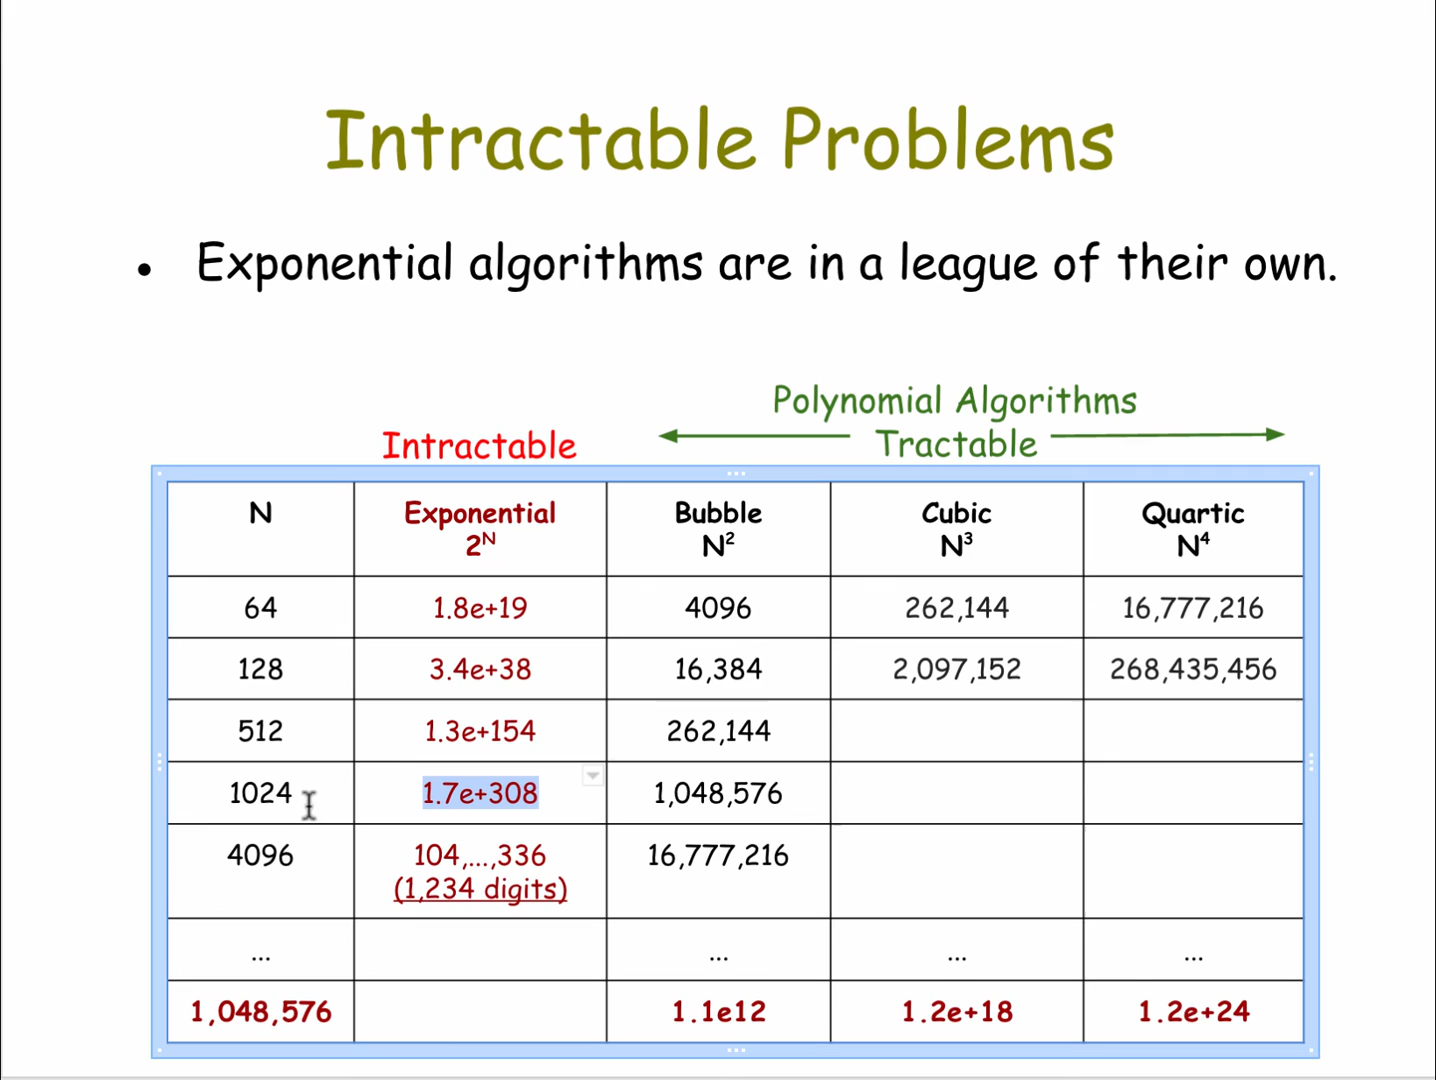 Intractable Problems
• Exponential algorithms are in a league of their own.
Polynomial Algorithms
Intractable Tractable
N Exponential Bubble Cubic Quartic
2^N N² N³ N⁴
64 1.8e+19 4096 262,144 16,777,216
128 3.4e+38 16,384 2,097,152 268,435,456
512 1.3e+154 262,144
1024 1.7e+308 1,048,576
4096 104,...,336 16,777,216
(1,234 digits)
... ... ... ...
1,048,576 1.1e12 1.2e+18 1.2e+24